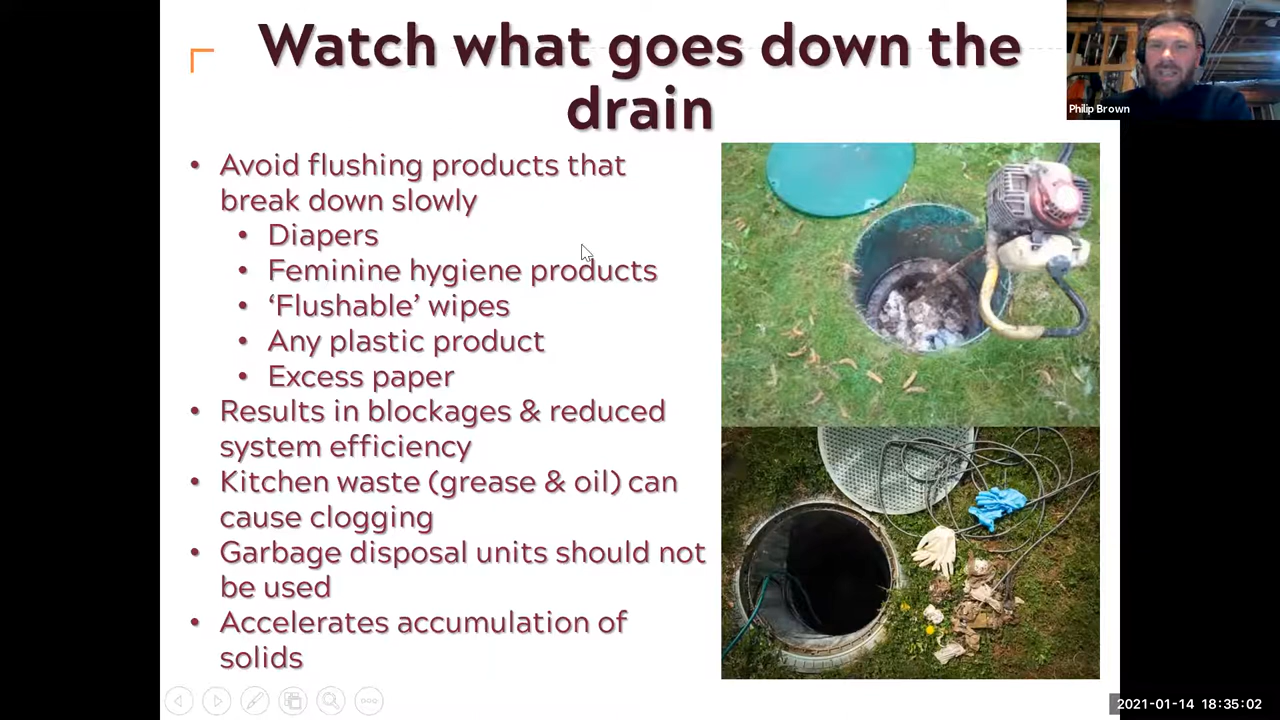 Watch what goes down the
drain
Philip Brown
• Avoid flushing products that
break down slowly
• Diapers
• Feminine hygiene products
• ‘Flushable’ wipes
• Any plastic product
• Excess paper
• Results in blockages & reduced
system efficiency
• Kitchen waste (grease & oil) can
cause clogging
• Garbage disposal units should not
be used
• Accelerates accumulation of
solids
2021-01-14 18:35:02